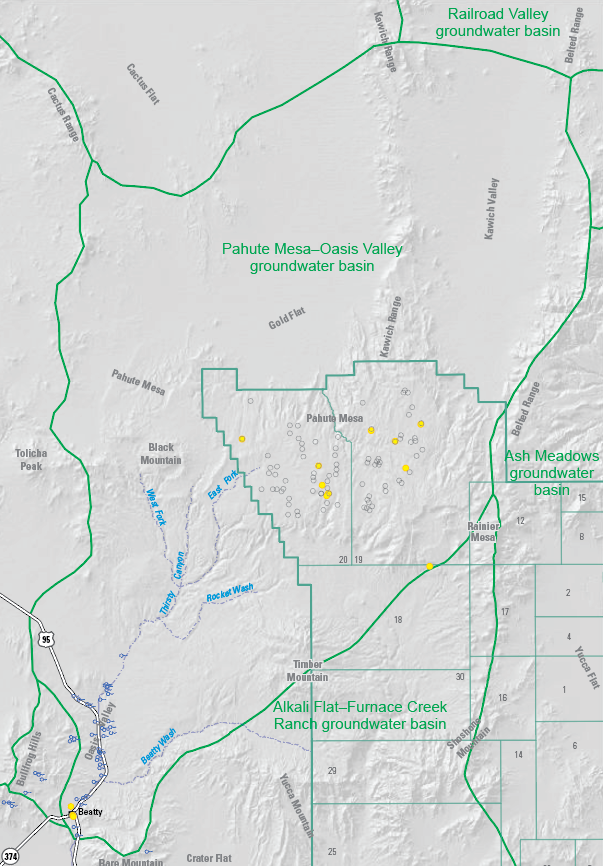 Railroad Valley
groundwater basin
Kawich Range
Belted Range
Cactus Flat
Cactus Range
Kawich Valley
Pahute Mesa–Oasis Valley
groundwater basin
Gold Flat
Kawich Range
Pahute Mesa
Belted Range
Pahute Mesa
Tolicha
Peak
Black
Mountain
Ash Meadows
groundwater
basin
West Fork
East Fork
15
12
Rainier
Mesa
8
20
19
Thirsty Canyon
Rocket Wash
2
18
17
95
4
Timber
Mountain
30
Yucca Flat
1
16
Alkali Flat–Furnace Creek
Ranch groundwater basin
Oasis Valley
Bullfrog Hills
Beatty Wash
Shoshone
Mountain
6
14
29
Yucca Mountain
Beatty
374
Bare Mountain
Crater Flat
25